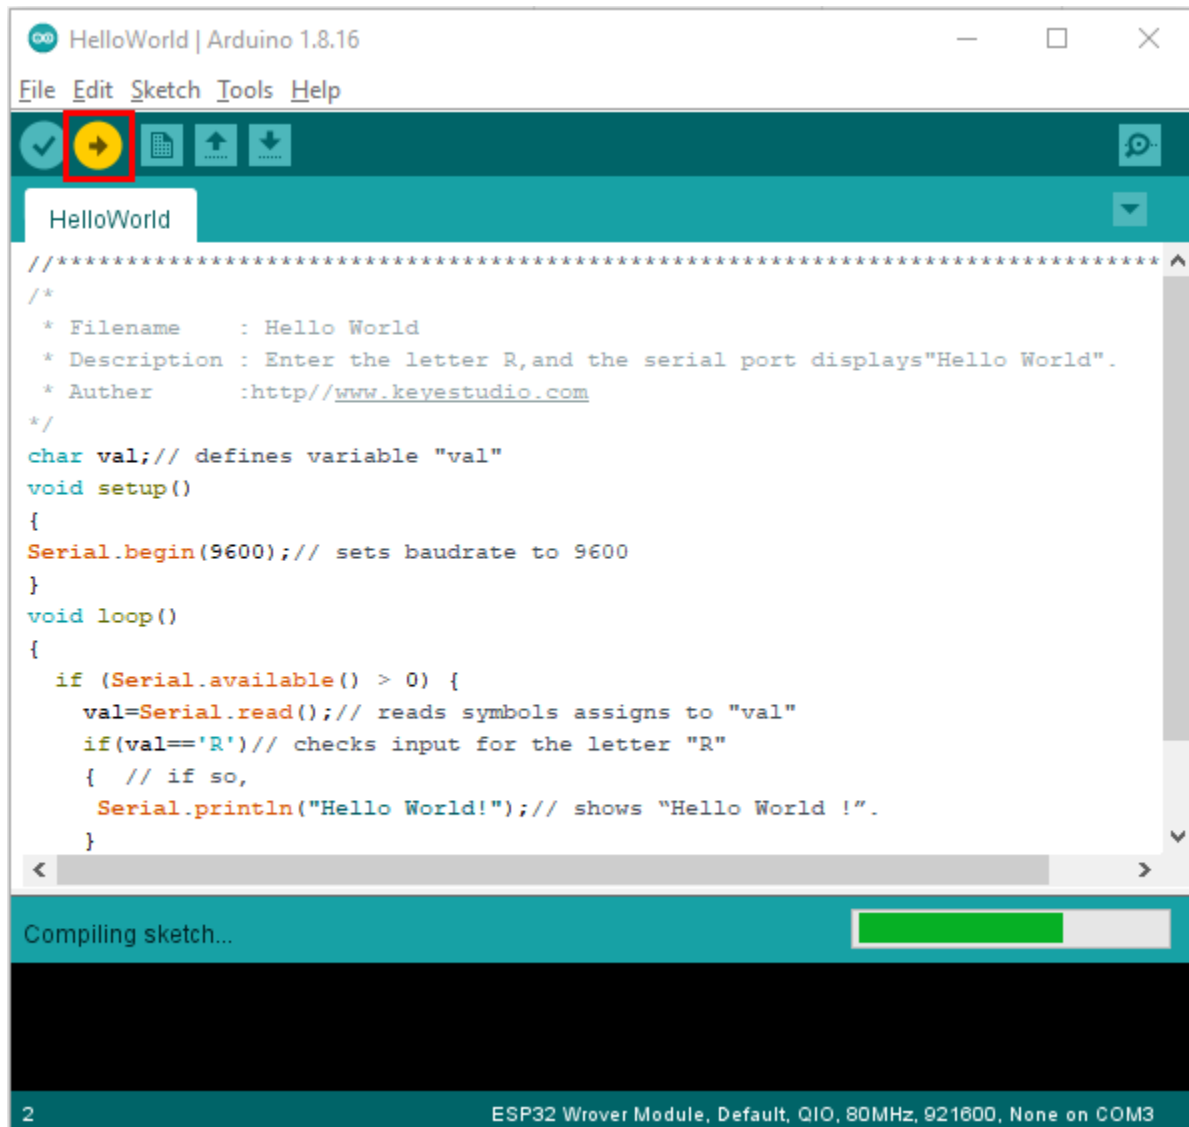 HelloWorld | Arduino 1.8.16
File Edit Sketch Tools Help
HelloWorld
//*******************************************************************************
/*
 * Filename    : Hello World
 * Description : Enter the letter R,and the serial port displays"Hello World".
 * Auther      :http//www.keyestudio.com
*/
char val;// defines variable "val"
void setup()
{
Serial.begin(9600);// sets baudrate to 9600
}
void loop()
{
  if (Serial.available() > 0) {
    val=Serial.read();// reads symbols assigns to "val"
    if(val=='R')// checks input for the letter "R"
    {  // if so,
     Serial.println("Hello World!");// shows “Hello World !”.
    }
Compiling sketch...
2 ESP32 Wrover Module, Default, QIO, 80MHz, 921600, None on COM3